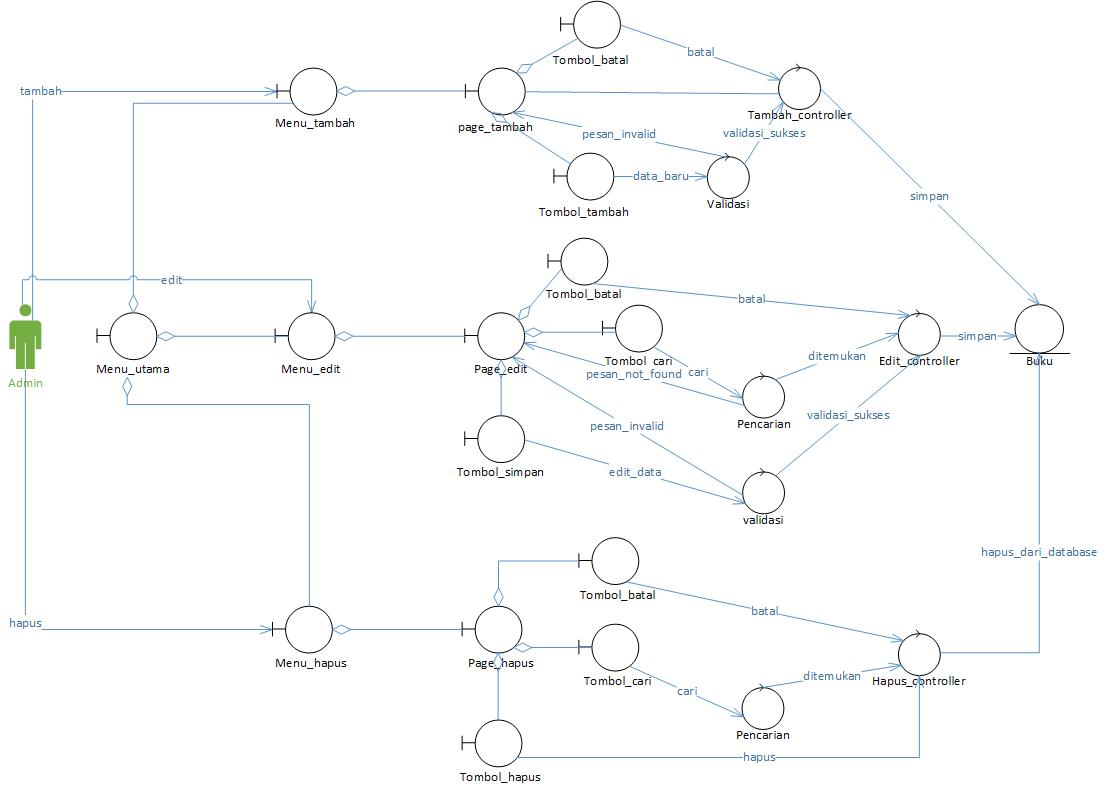 Tombol_batal
batal
tambah
Menu_tambah
page_tambah
Tambah_controller
pesan_invalid
validasi_sukses
data_baru
Tombol_tambah
Validasi
simpan
edit
Tombol_batal
batal
Admin
Menu_utama
Menu_edit
Page_edit
Tombol_cari
pesan_not_found
cari
ditemukan
Edit_controller
simpan
Buku
Pencarian
pesan_invalid
validasi_sukses
Tombol_simpan
edit_data
validasi
hapus_dari_database
Tombol_batal
batal
hapus
Menu_hapus
Page_hapus
Tombol_cari
cari
ditemukan
Hapus_controller
Pencarian
hapus
Tombol_hapus